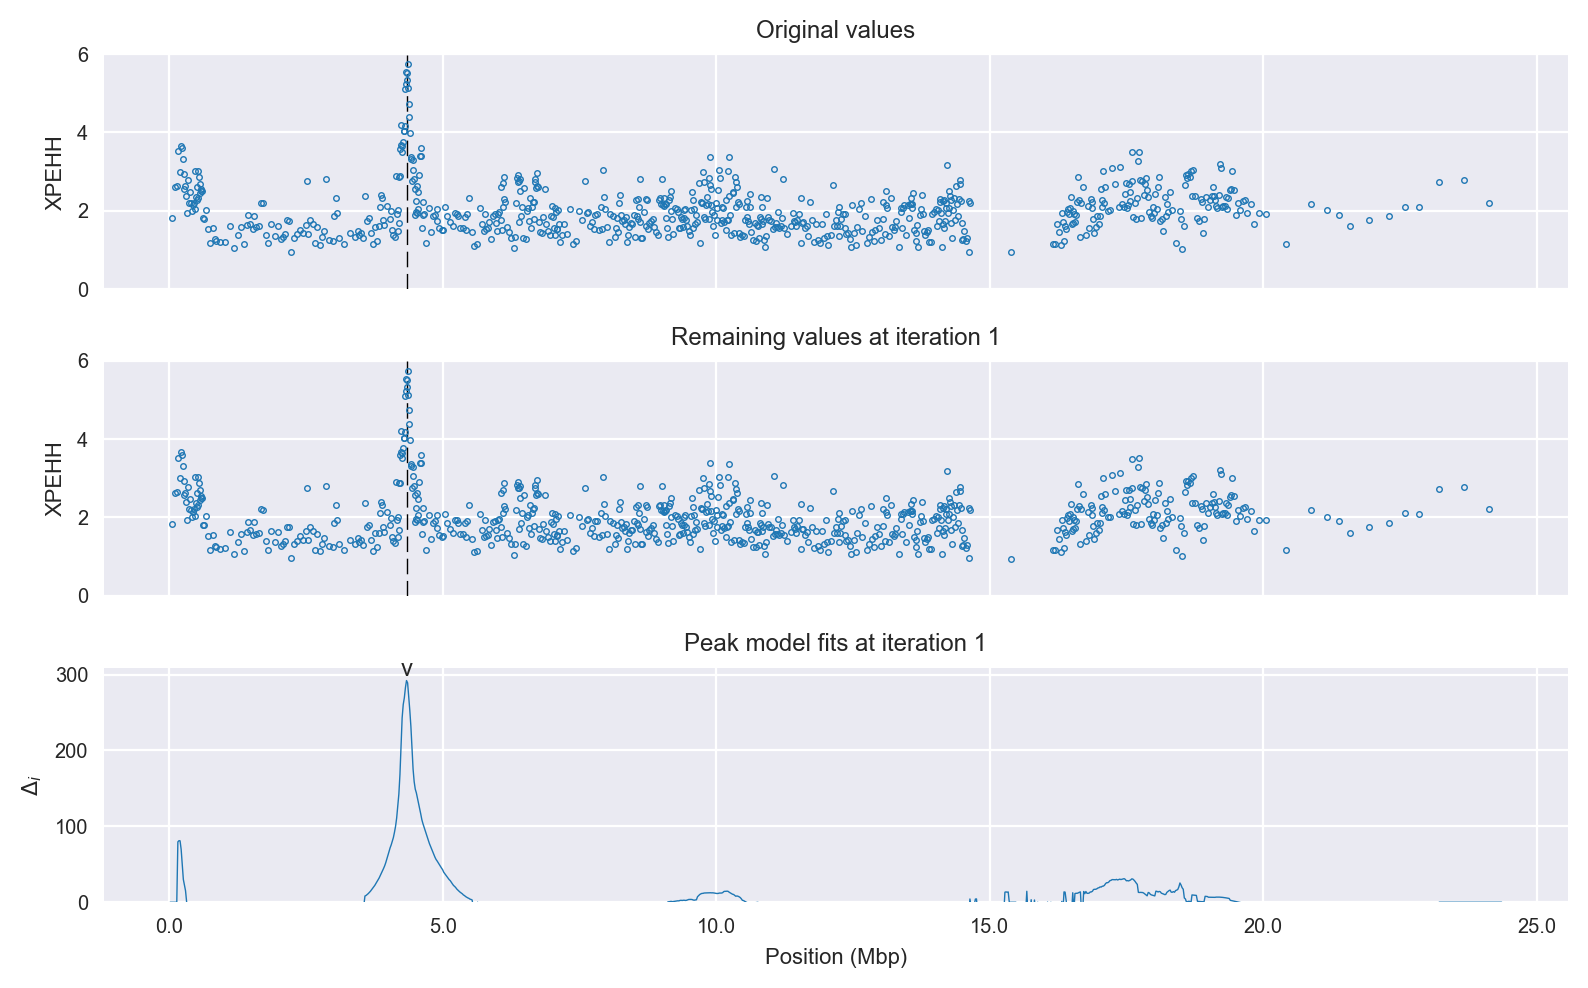 Original values
6
4
2
0
XPEHH
Remaining values at iteration 1
6
4
2
0
XPEHH
Peak model fits at iteration 1
v
300
200
100
0
Δi
0.0 5.0 10.0 15.0 20.0 25.0
Position (Mbp)